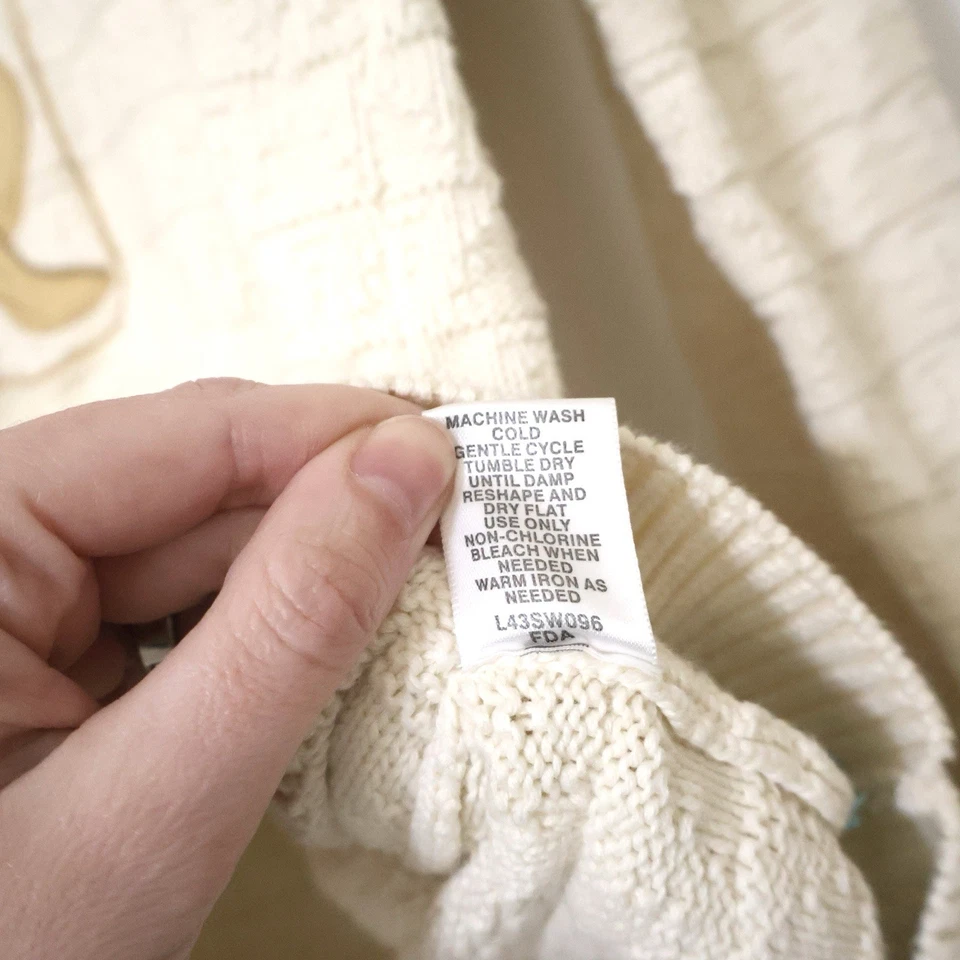 MACHINE WASH
COLD
GENTLE CYCLE
TUMBLE DRY
UNTIL DAMP
RESHAPE AND
DRY FLAT
USE ONLY
NON-CHLORINE
BLEACH WHEN
NEEDED
WARM IRON AS
NEEDED
L43SW096
FDA